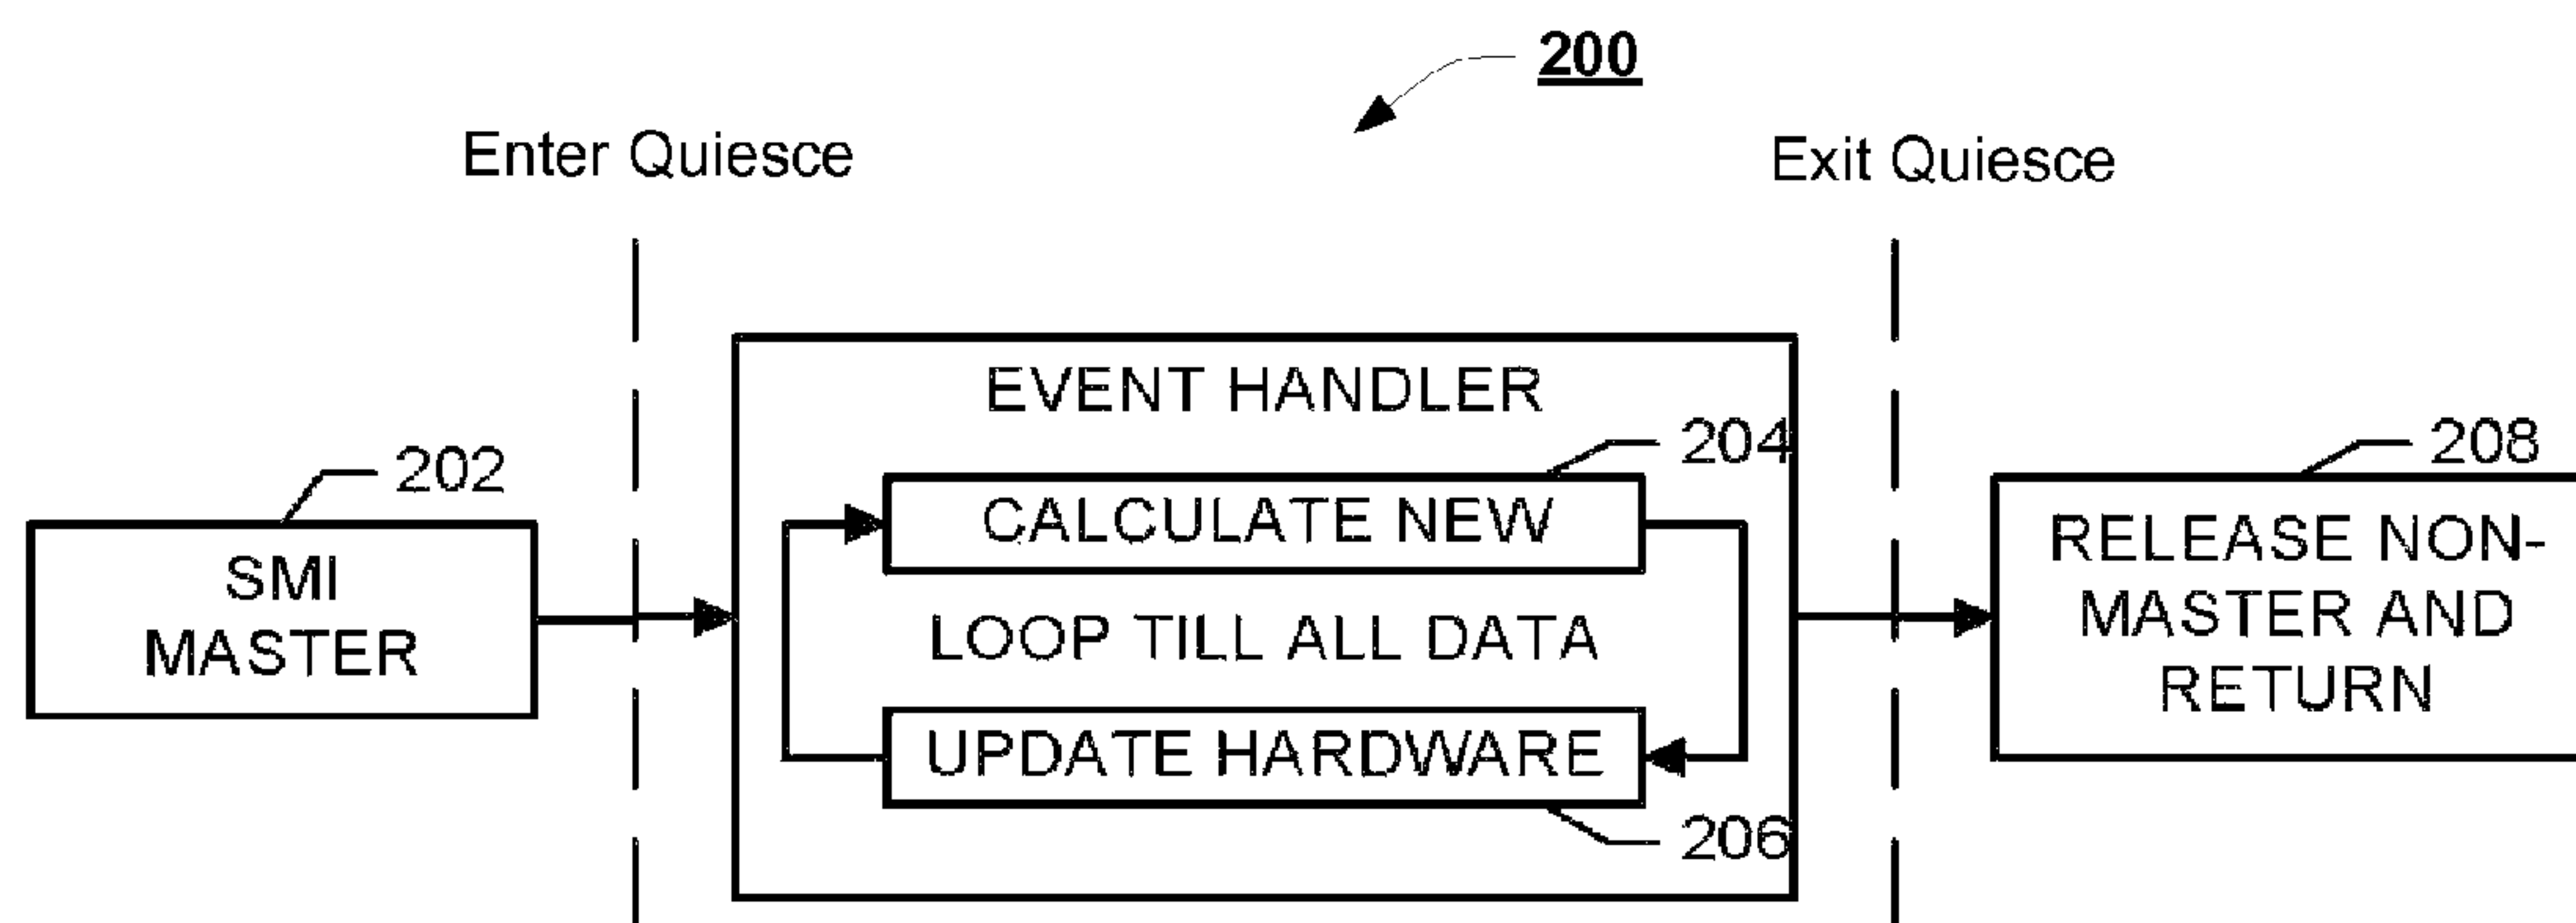 200
Enter Quiesce
Exit Quiesce
EVENT HANDLER
204
CALCULATE NEW
LOOP TILL ALL DATA
UPDATE HARDWARE
206
202
SMI
MASTER
208
RELEASE NON-
MASTER AND
RETURN